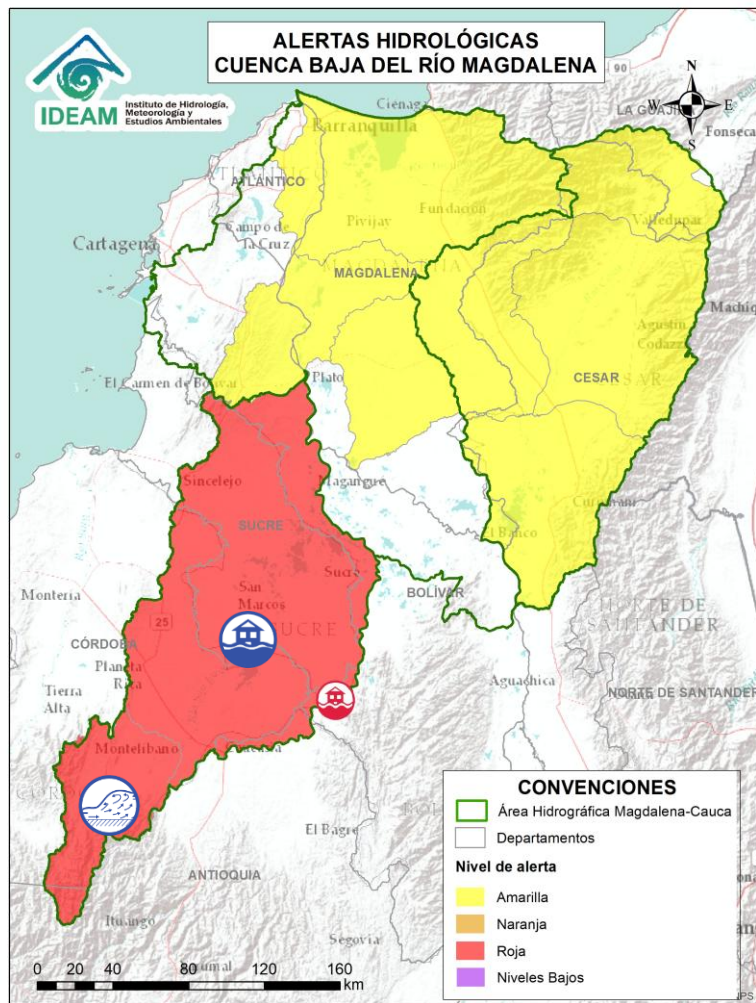 ALERTAS HIDROLÓGICAS
CUENCA BAJA DEL RÍO MAGDALENA
IDEAM
Instituto de Hidrología,
Meteorología y
Estudios Ambientales
90
N
W
E
S
Ciénaga
LA GUAJI
Fonseca
Barranquilla
ATLÁNTICO
Valledupar
Campo de
la Cruz
Pivijay
Fundación
Cartagena
MAGDALENA
Machiq
Agustín
Codazzi
El Carmen de Bolívar
Plato
CESAR
Sincelejo
Magangué
SUCRE
El Banco
Sucre
San
Marcos
BOLÍVAR
SUCRE
Montería
25
NORTE DE
SANTANDER
CÓRDOBA
Planeta
Rica
Tierra
Alta
Aguachica
NORTE DE SANTANDER
Montelíbano
El Bagre
ANTIOQUIA
Ituango
Segovia
CONVENCIONES
Área Hidrográfica Magdalena-Cauca
Departamentos
Nivel de alerta
Amarilla
Naranja
Roja
Niveles Bajos
0 20 40 80 120 160
km